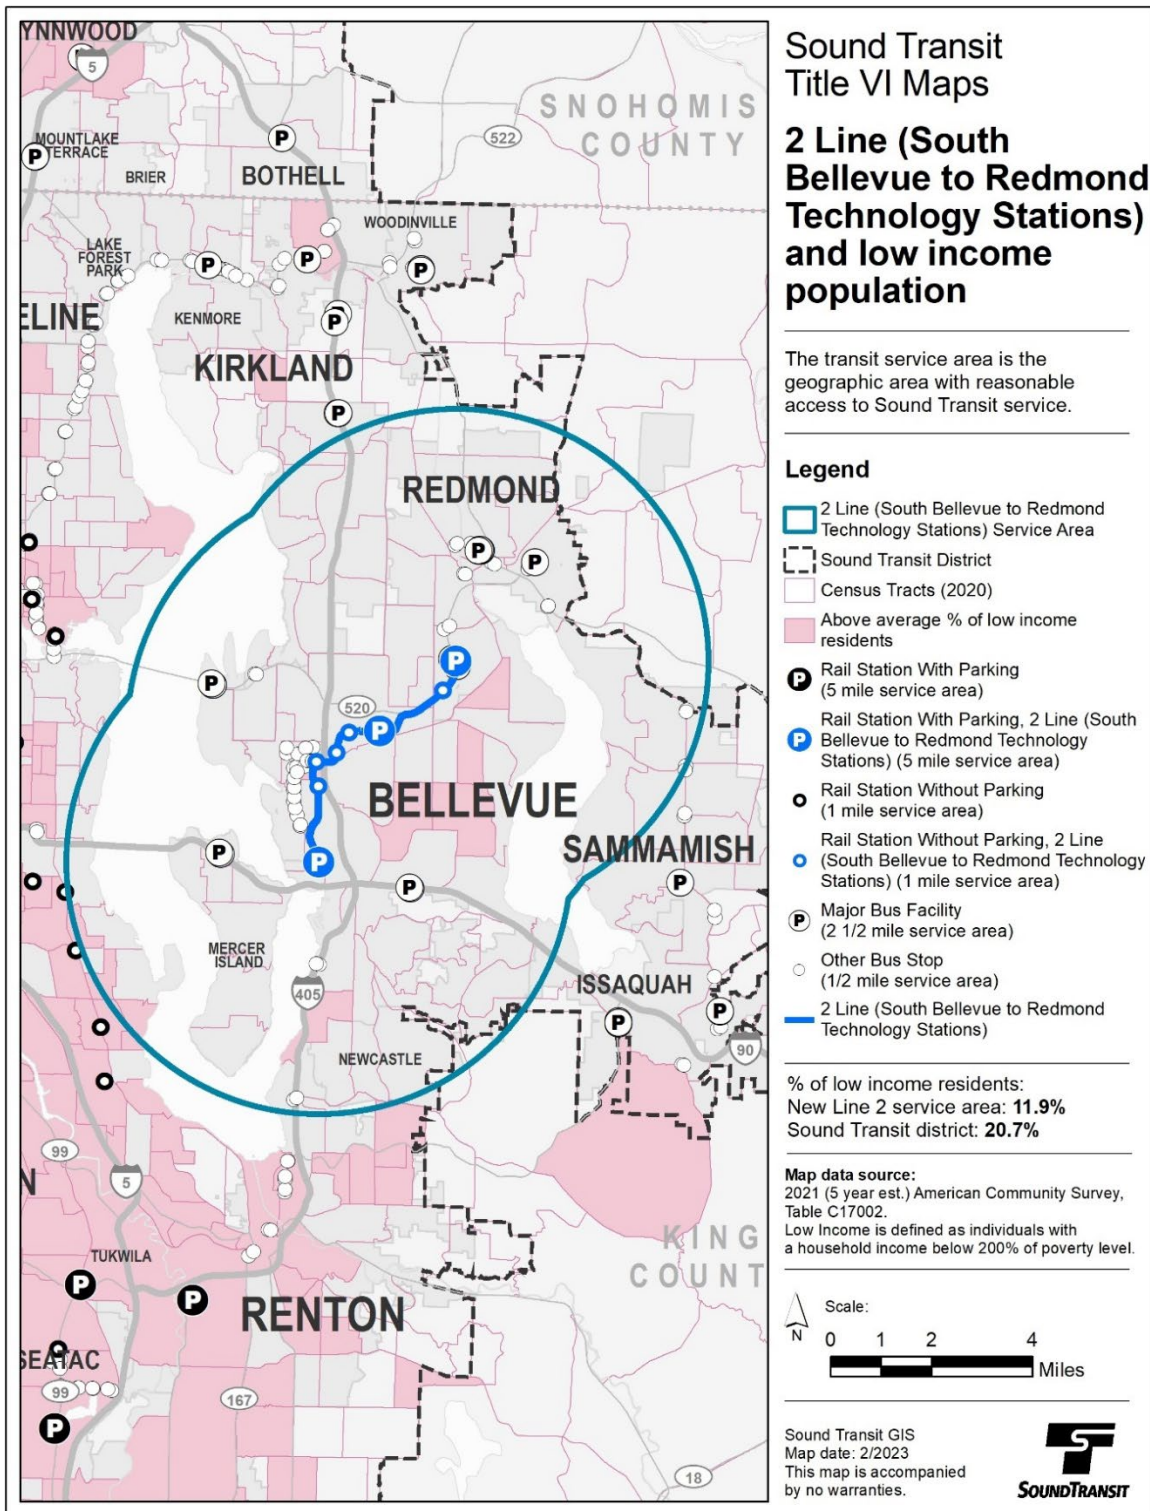 YNNWOOD
5
MOUNTLAKE
TERRACE
P
BRIER
P
BOTHELL
522
SNOHOMIS
COUNTY
WOODINVILLE
LAKE
FOREST
PARK
P
P
P
ELINE
KENMORE
P
KIRKLAND
P
REDMOND
P
P
P
P
520
P
BELLEVUE
P
P
P
SAMMAMISH
P
MERCER
ISLAND
405
ISSAQUAH
P
P
90
NEWCASTLE
99
N
5
TUKWILA
KING
COUNT
P
P
RENTON
SEATAC
99
167
P
18
Sound Transit
Title VI Maps
2 Line (South
Bellevue to Redmond
Technology Stations)
and low income
population
The transit service area is the
geographic area with reasonable
access to Sound Transit service.
Legend
2 Line (South Bellevue to Redmond
Technology Stations) Service Area
Sound Transit District
Census Tracts (2020)
Above average % of low income
residents
P
Rail Station With Parking
(5 mile service area)
P
Rail Station With Parking, 2 Line (South
Bellevue to Redmond Technology
Stations) (5 mile service area)
Rail Station Without Parking
(1 mile service area)
Rail Station Without Parking, 2 Line
(South Bellevue to Redmond Technology
Stations) (1 mile service area)
P
Major Bus Facility
(2 1/2 mile service area)
Other Bus Stop
(1/2 mile service area)
2 Line (South Bellevue to Redmond
Technology Stations)
% of low income residents:
New Line 2 service area: 11.9%
Sound Transit district: 20.7%
Map data source:
2021 (5 year est.) American Community Survey,
Table C17002.
Low Income is defined as individuals with
a household income below 200% of poverty level.
N
Scale:
0 1 2 4
Miles
Sound Transit GIS
Map date: 2/2023
This map is accompanied
by no warranties.
T
SOUNDTRANSIT